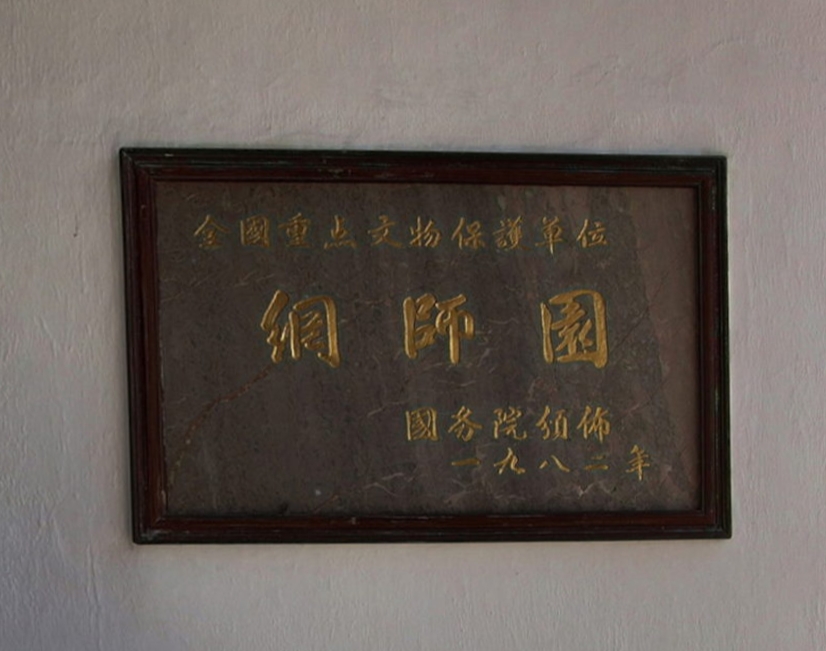 全國重点文物保護单位
網師園
國务院頒佈
一九八二年